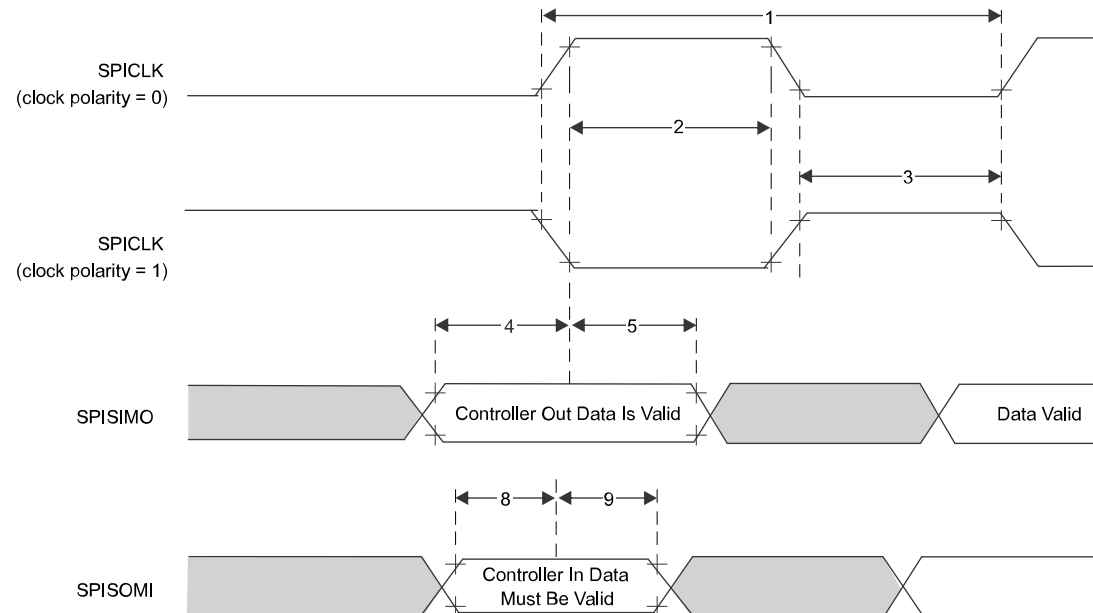 1
SPICLK
(clock polarity = 0)
2
3
SPICLK
(clock polarity = 1)
4
5
SPISIMO
Controller Out Data Is Valid
Data Valid
8
9
SPISOMI
Controller In Data
Must Be Valid